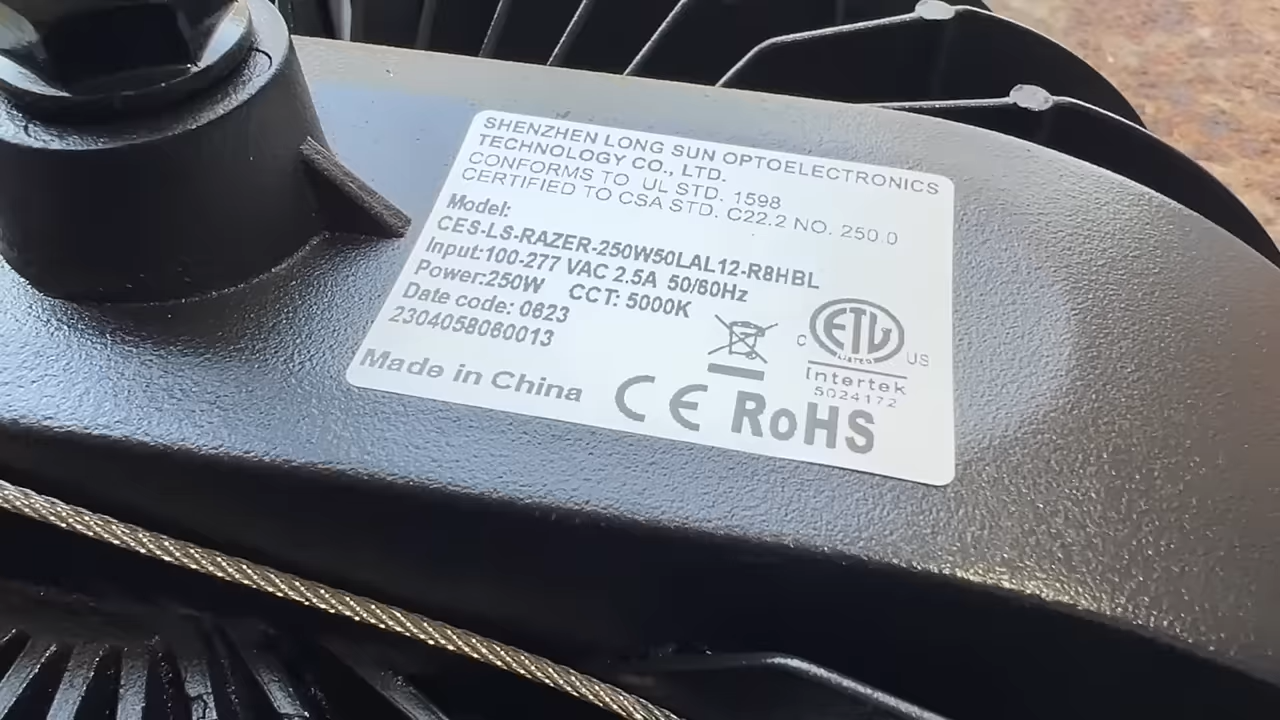 SHENZHEN LONG SUN OPTOELECTRONICS
TECHNOLOGY CO., LTD.
CONFORMS TO UL STD. 1598
CERTIFIED TO CSA STD. C22.2 NO. 250.0
Model:
CES-LS-RAZER-250W50LAL12-R8HBL
Input:100-277 VAC 2.5A 50/60Hz
Power:250W CCT: 5000K
Date code: 0623
2304058060013
Made in China
CE RoHS
C ETL US
LISTED
Intertek
5024172